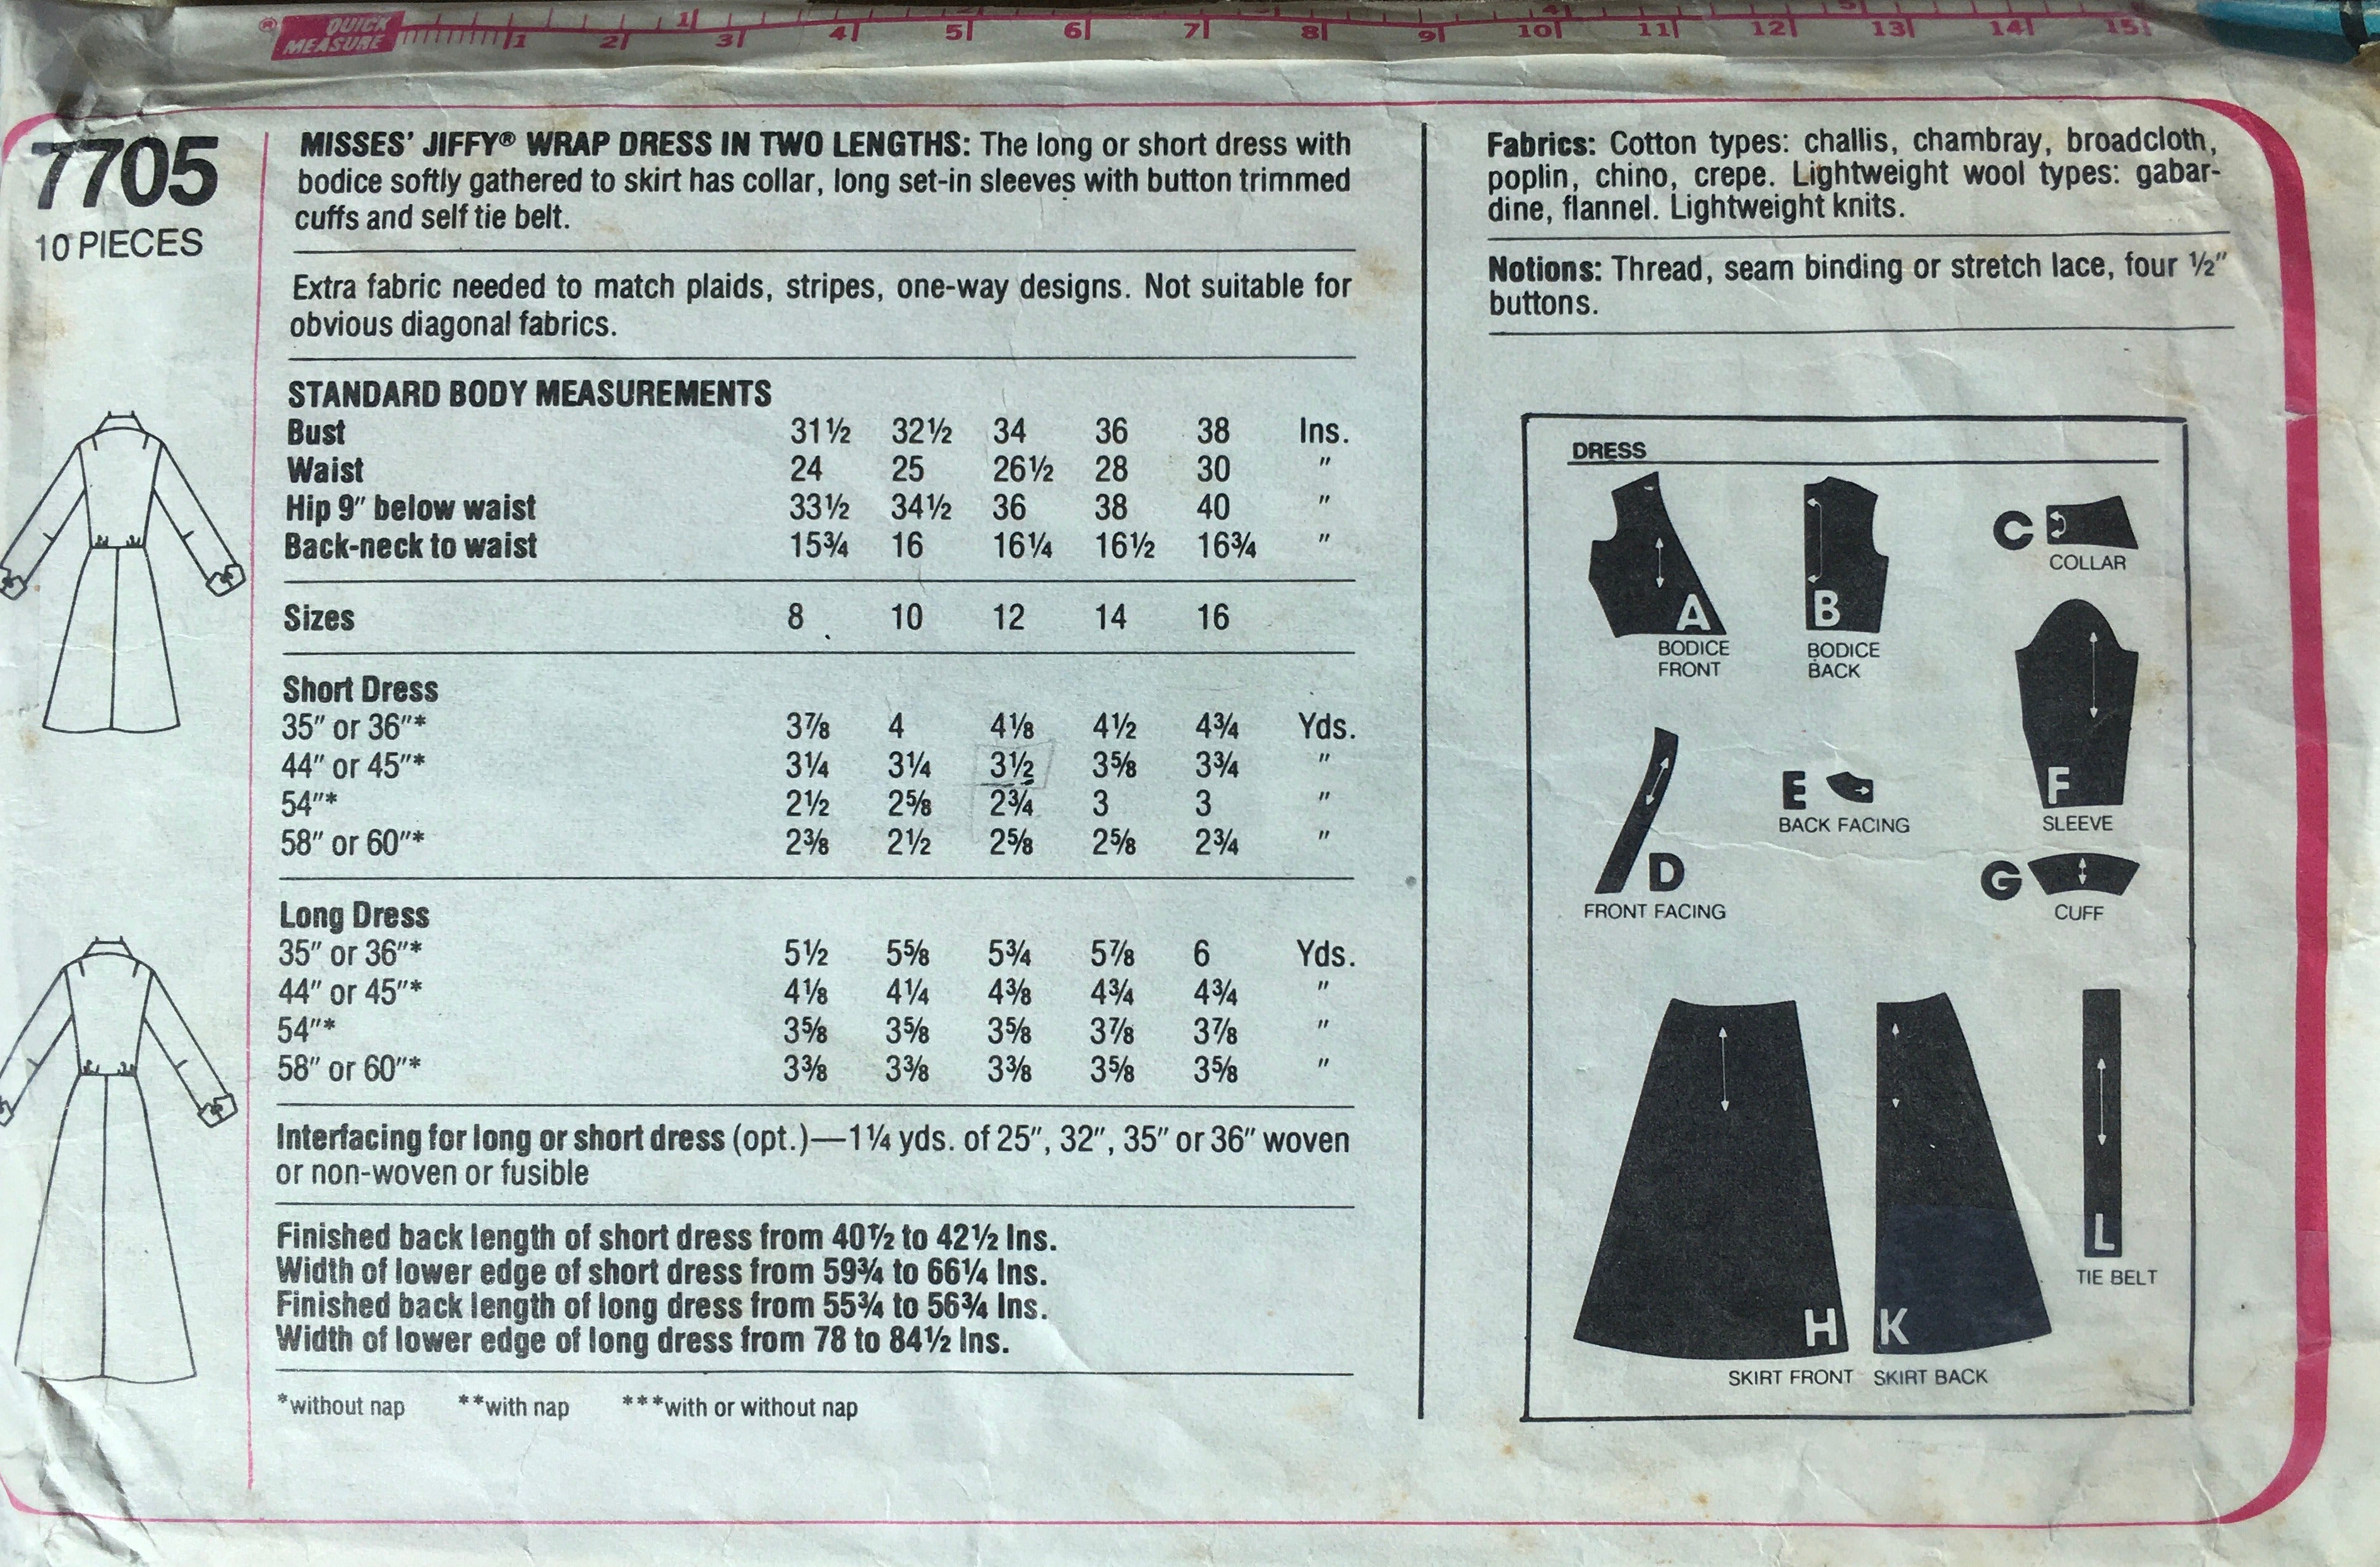 ® QUICK MEASURE 1 2 3 4 5 6 7 8 9 10 11 12 13 14 15
7705
10 PIECES
MISSES' JIFFY® WRAP DRESS IN TWO LENGTHS: The long or short dress with
bodice softly gathered to skirt has collar, long set-in sleeves with button trimmed
cuffs and self tie belt.
Extra fabric needed to match plaids, stripes, one-way designs. Not suitable for
obvious diagonal fabrics.
STANDARD BODY MEASUREMENTS
Bust 31½ 32½ 34 36 38 Ins.
Waist 24 25 26½ 28 30 "
Hip 9" below waist 33½ 34½ 36 38 40 "
Back-neck to waist 15¾ 16 16¼ 16½ 16¾ "
Sizes 8 10 12 14 16
Short Dress
35" or 36"* 3⅞ 4 4⅛ 4½ 4¾ Yds.
44" or 45"* 3¼ 3¼ 3½ 3⅝ 3¾ "
54"* 2½ 2⅝ 2¾ 3 3 "
58" or 60"* 2⅜ 2½ 2⅝ 2⅝ 2¾ "
Long Dress
35" or 36"* 5½ 5⅝ 5¾ 5⅞ 6 Yds.
44" or 45"* 4⅛ 4¼ 4⅜ 4¾ 4¾ "
54"* 3⅝ 3⅝ 3⅝ 3⅞ 3⅞ "
58" or 60"* 3⅜ 3⅜ 3⅜ 3⅝ 3⅝ "
Interfacing for long or short dress (opt.)—1¼ yds. of 25", 32", 35" or 36" woven
or non-woven or fusible
Finished back length of short dress from 40½ to 42½ Ins.
Width of lower edge of short dress from 59¾ to 66¼ Ins.
Finished back length of long dress from 55¾ to 56¾ Ins.
Width of lower edge of long dress from 78 to 84½ Ins.
*without nap **with nap ***with or without nap
Fabrics: Cotton types: challis, chambray, broadcloth,
poplin, chino, crepe. Lightweight wool types: gabar-
dine, flannel. Lightweight knits.
Notions: Thread, seam binding or stretch lace, four ½"
buttons.
DRESS
A
BODICE
FRONT
B
BODICE
BACK
C
COLLAR
D
FRONT FACING
E
BACK FACING
F
SLEEVE
G
CUFF
H
SKIRT FRONT
K
SKIRT BACK
L
TIE BELT